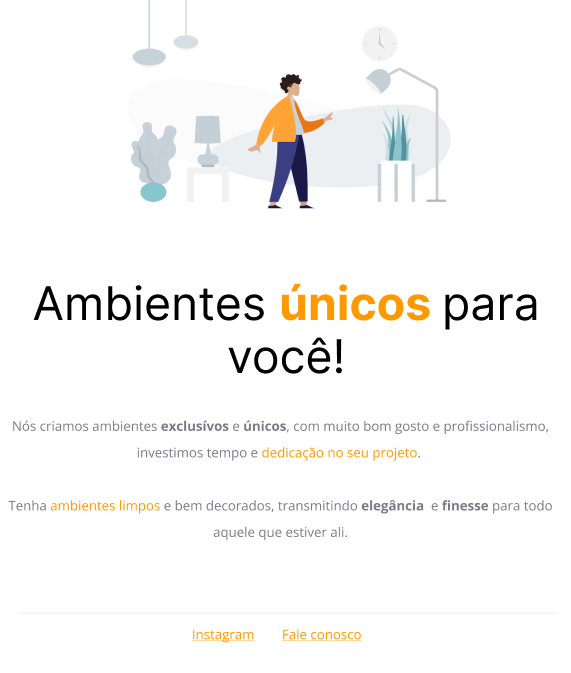 Ambientes únicos para
você!
Nós criamos ambientes exclusívos e únicos, com muito bom gosto e profissionalismo,
investimos tempo e dedicação no seu projeto.
Tenha ambientes limpos e bem decorados, transmitindo elegância e finesse para todo
aquele que estiver ali.
Instagram Fale conosco